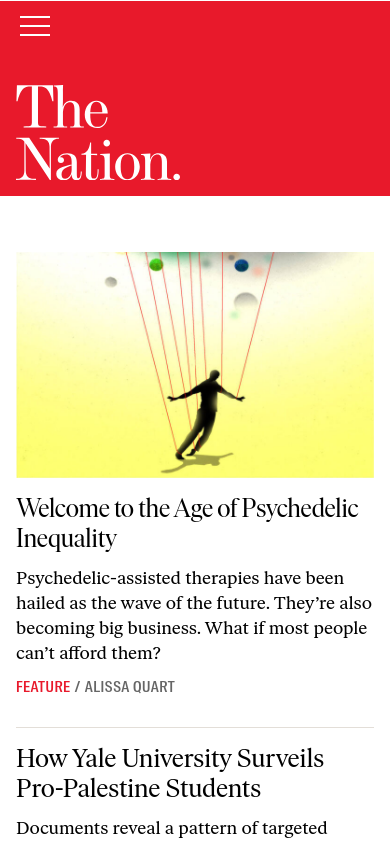 The
Nation.
Welcome to the Age of Psychedelic
Inequality
Psychedelic-assisted therapies have been
hailed as the wave of the future. They’re also
becoming big business. What if most people
can’t afford them?
FEATURE / ALISSA QUART
How Yale University Surveils
Pro-Palestine Students
Documents reveal a pattern of targeted